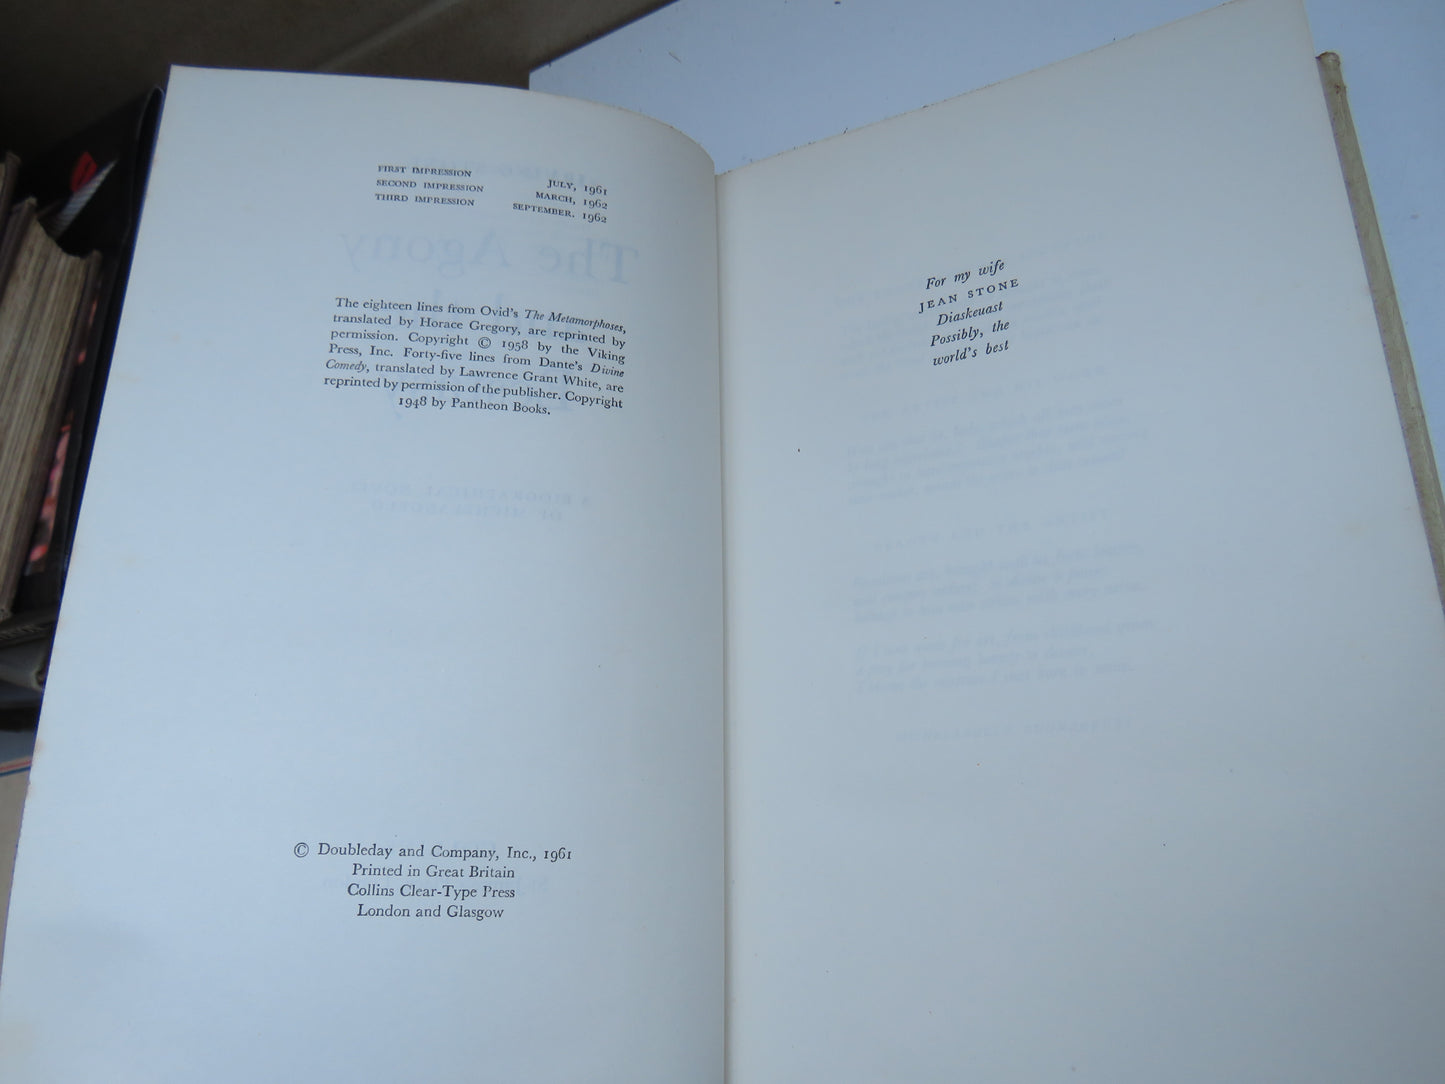 FIRST IMPRESSION JULY, 1961
SECOND IMPRESSION MARCH, 1962
THIRD IMPRESSION SEPTEMBER. 1962
The eighteen lines from Ovid's The Metamorphoses,
translated by Horace Gregory, are reprinted by
permission. Copyright © 1958 by the Viking
Press, Inc. Forty-five lines from Dante's Divine
Comedy, translated by Lawrence Grant White, are
reprinted by permission of the publisher. Copyright
1948 by Pantheon Books.
© Doubleday and Company, Inc., 1961
Printed in Great Britain
Collins Clear-Type Press
London and Glasgow
For my wife
JEAN STONE
Diaskeuast
Possibly, the
world's best